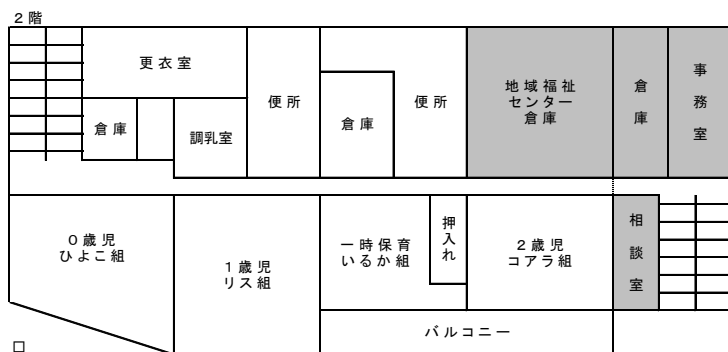 ２階
更衣室
倉庫
調乳室
便所
倉庫
便所
地域福祉
センター
倉庫
倉庫
事務室
０歳児
ひよこ組
１歳児
リス組
一時保育
いるか組
押入れ
２歳児
コアラ組
相談室
バルコニー